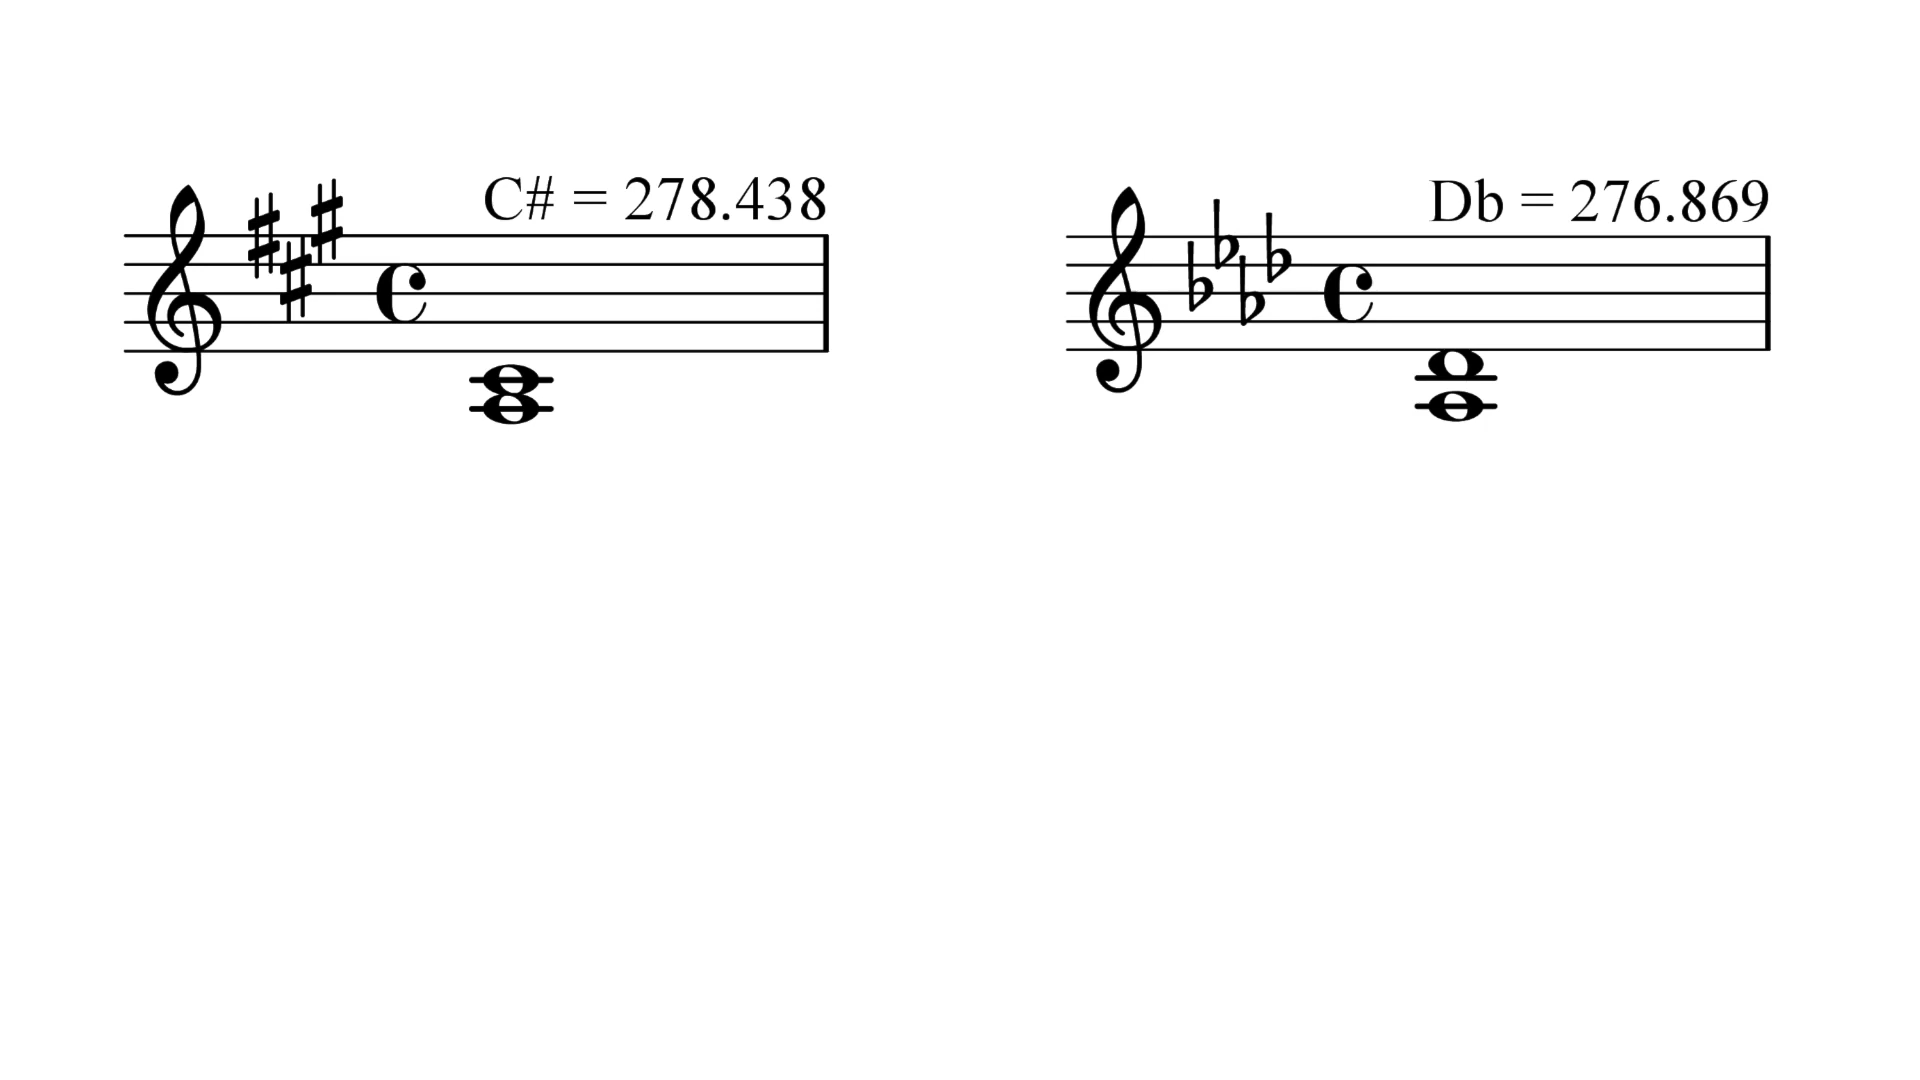 C# = 278.438
Db = 276.869